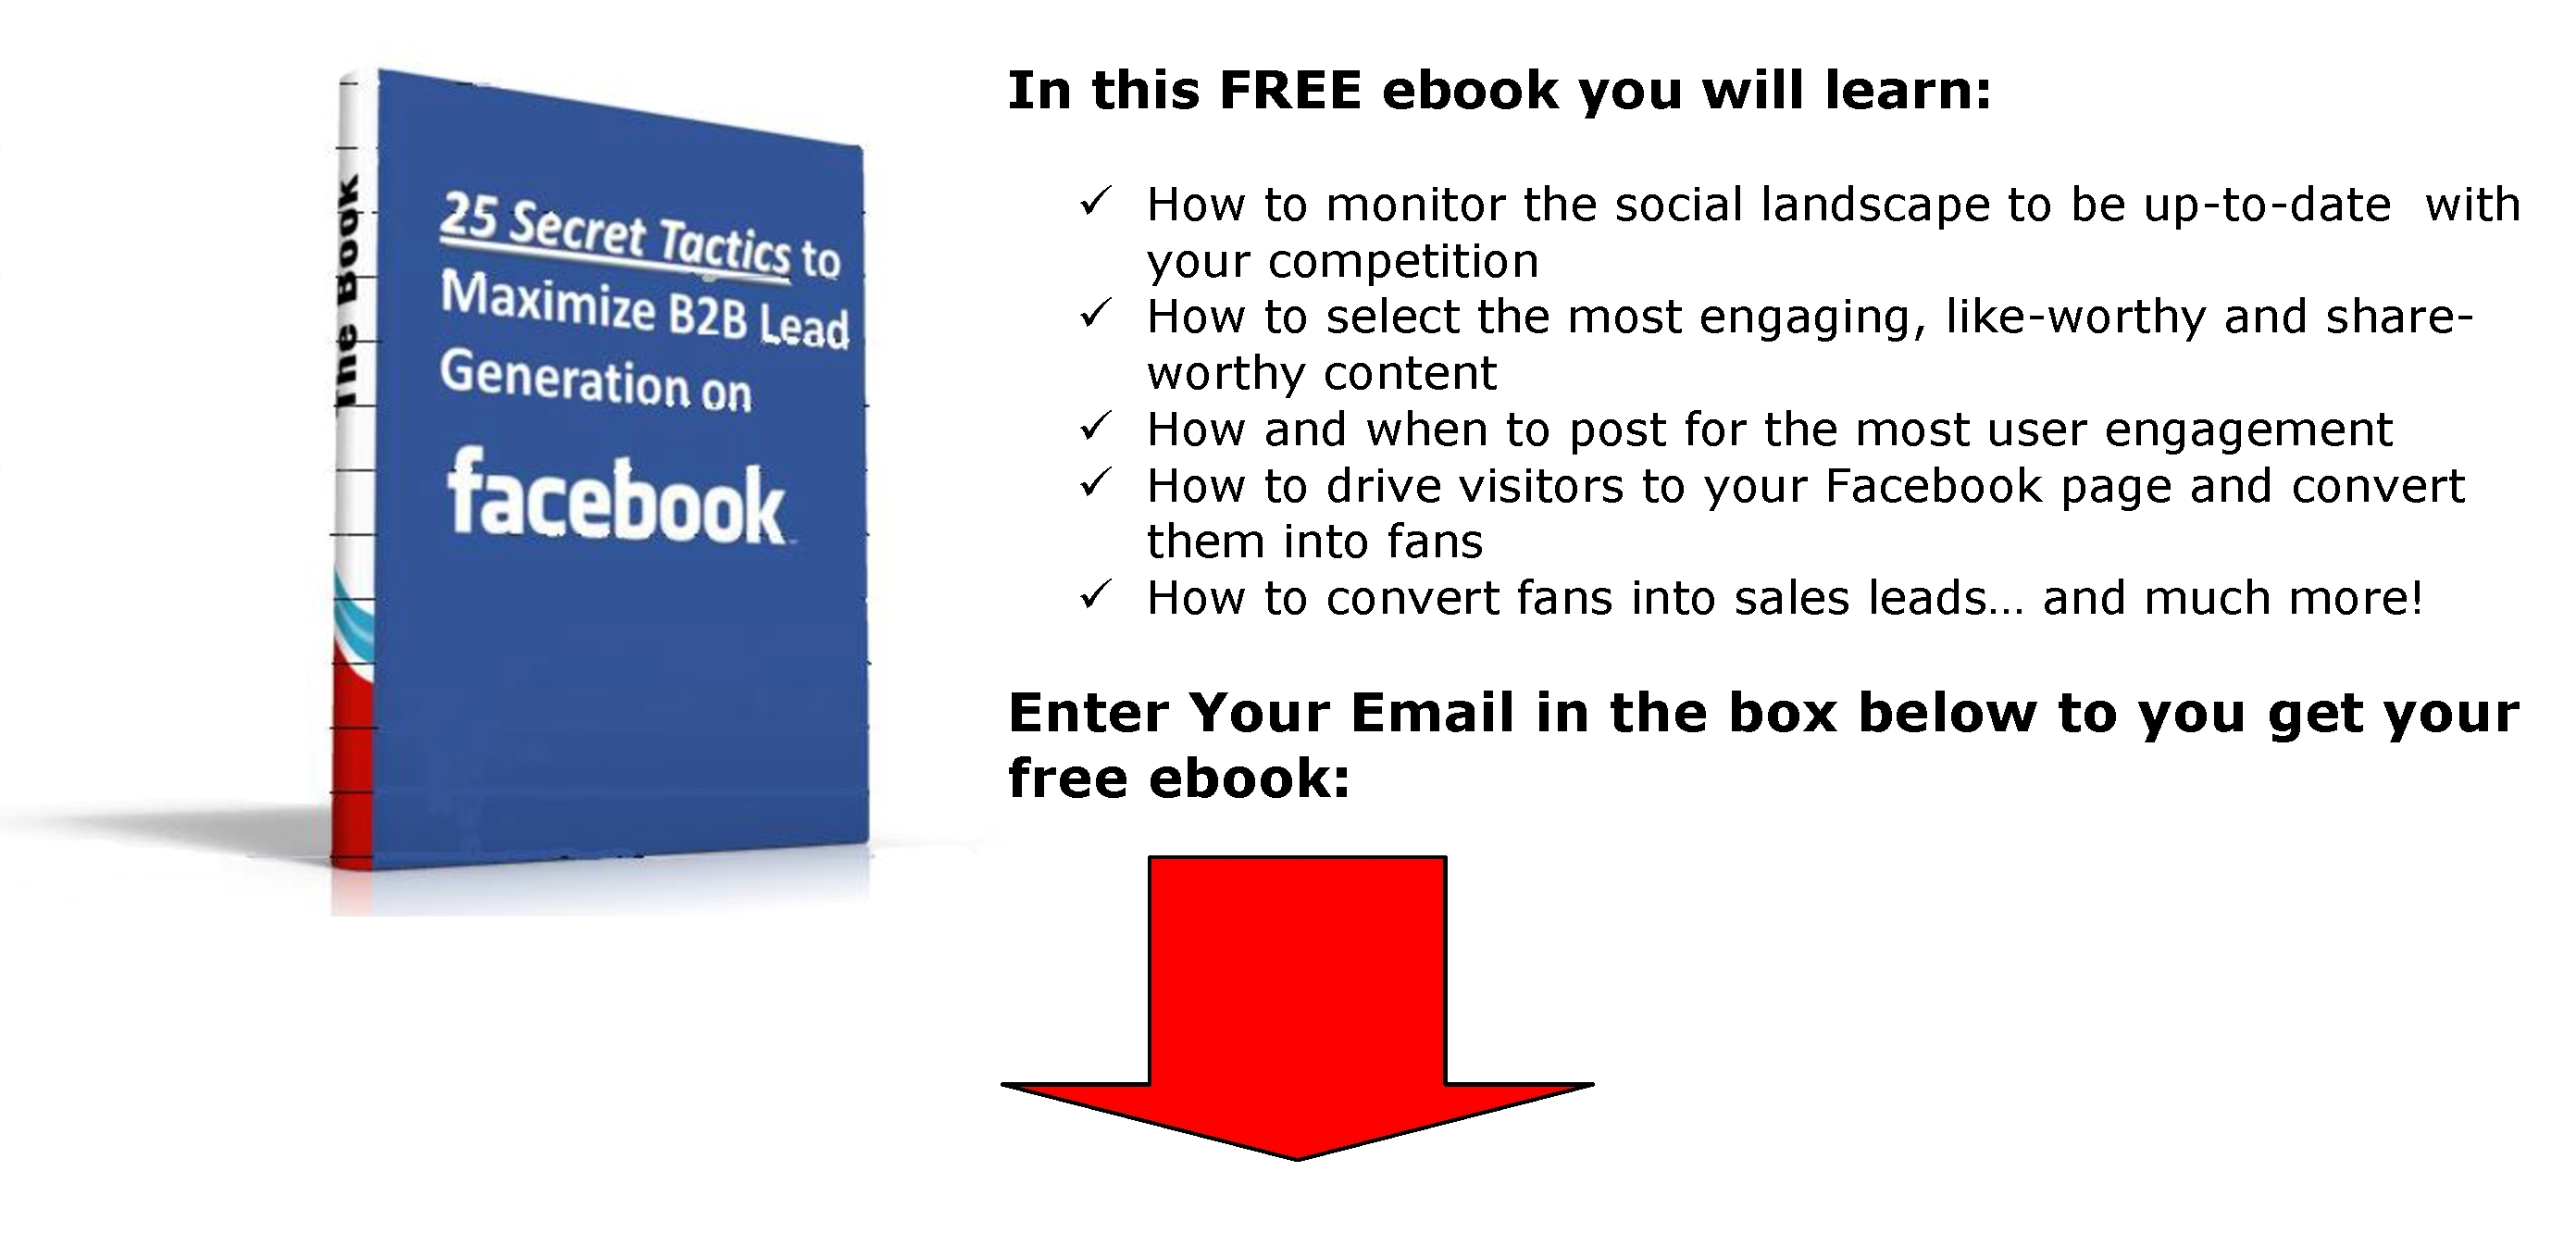 The Book
25 Secret Tactics to
Maximize B2B Lead
Generation on
facebook
In this FREE ebook you will learn:
✓ How to monitor the social landscape to be up-to-date  with
your competition
✓ How to select the most engaging, like-worthy and share-
worthy content
✓ How and when to post for the most user engagement
✓ How to drive visitors to your Facebook page and convert
them into fans
✓ How to convert fans into sales leads... and much more!
Enter Your Email in the box below to you get your
free ebook: